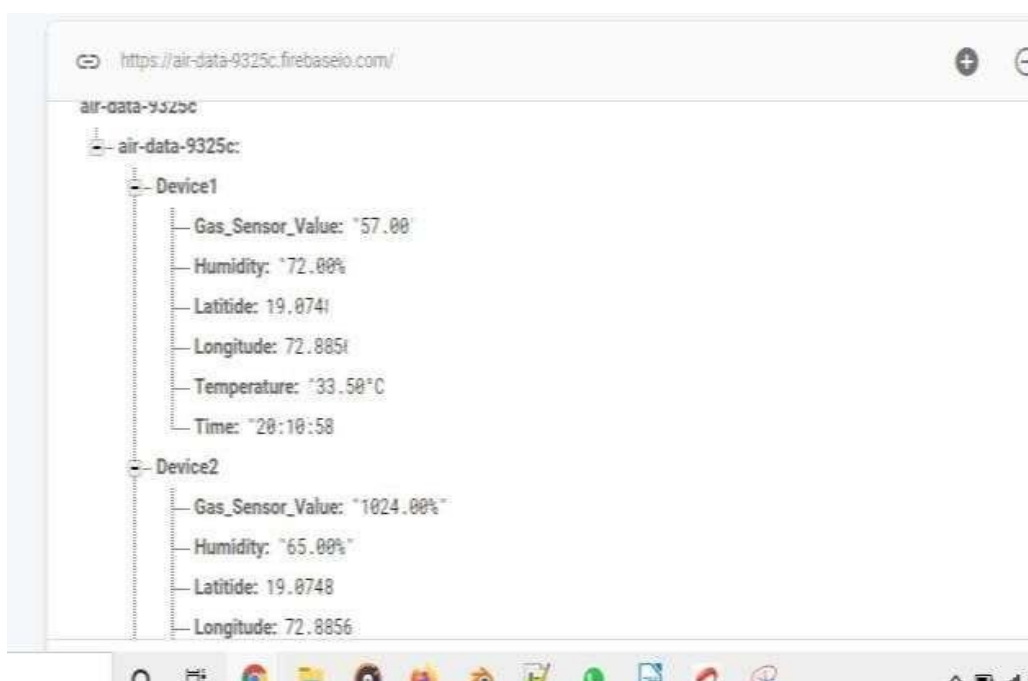 https://air-data-9325c.firebaseio.com/
air-data-9325c
air-data-9325c:
Device1
Gas_Sensor_Value: "57.00
Humidity: "72.00%
Latitide: 19.074
Longitude: 72.885
Temperature: "33.50°C
Time: "20:10:58
Device2
Gas_Sensor_Value: "1024.00%"
Humidity: "65.00%"
Latitide: 19.0748
Longitude: 72.8856